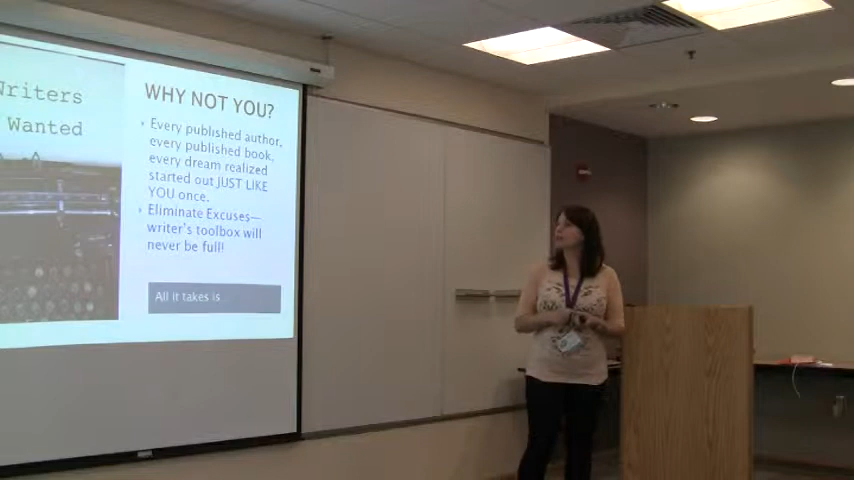 Writers
Wanted
WHY NOT YOU?
Every published author,
every published book,
every dream realized
started out JUST LIKE
YOU once.
Eliminate Excuses—
writer's toolbox will
never be full!
All it takes is...